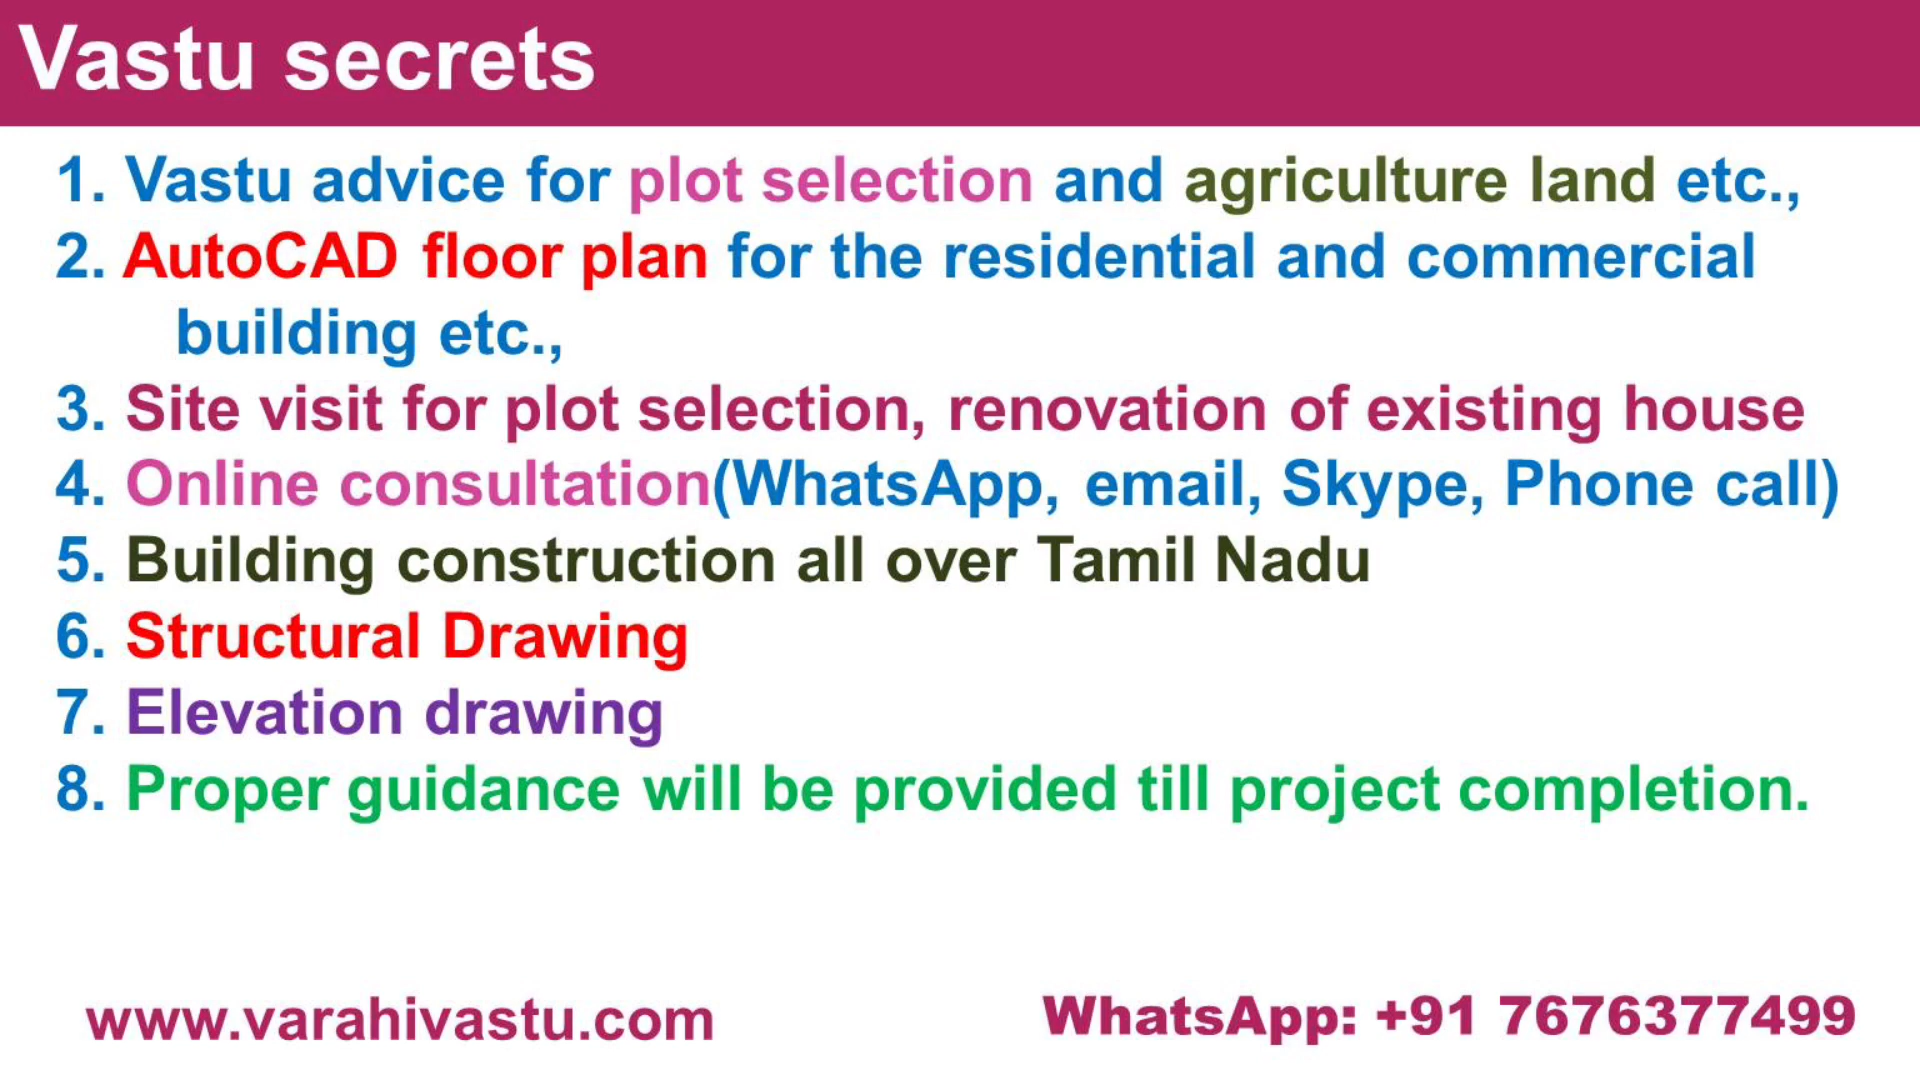 Vastu secrets
1. Vastu advice for plot selection and agriculture land etc.,
2. AutoCAD floor plan for the residential and commercial
building etc.,
3. Site visit for plot selection, renovation of existing house
4. Online consultation(WhatsApp, email, Skype, Phone call)
5. Building construction all over Tamil Nadu
6. Structural Drawing
7. Elevation drawing
8. Proper guidance will be provided till project completion.
www.varahivastu.com
WhatsApp: +91 7676377499